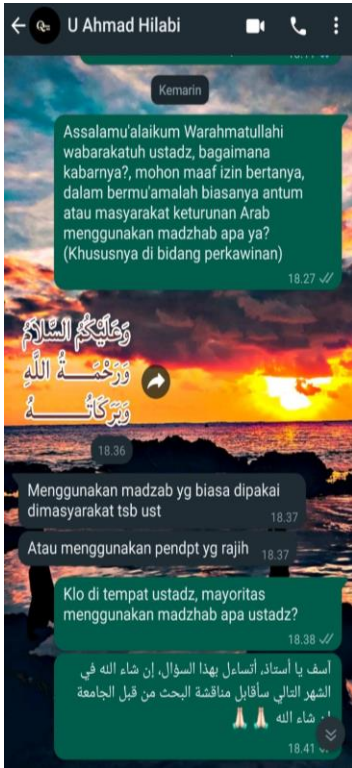 U Ahmad Hilabi
Kemarin
Assalamu'alaikum Warahmatullahi
wabarakatuh ustadz, bagaimana
kabarnya?, mohon maaf izin bertanya,
dalam bermu'amalah biasanya antum
atau masyarakat keturunan Arab
menggunakan madzhab apa ya?
(Khususnya di bidang perkawinan)
18.27
وَعَلَيْكُمُ السَّلَامُ
وَرَحْمَةُ اللَّهِ
وَبَرَكَاتُهُ
18.36
Menggunakan madzab yg biasa dipakai
dimasyarakat tsb ust
18.37
Atau menggunakan pendpt yg rajih 18.37
Klo di tempat ustadz, mayoritas
menggunakan madzhab apa ustadz?
18.38
آسف يا أستاذ، أتساءل بهذا السؤال، إن شاء الله في
الشهر التالي سأقابل مناقشة البحث من قبل الجامعة
إن شاء الله 🙏🏻 🙏🏻
18.41